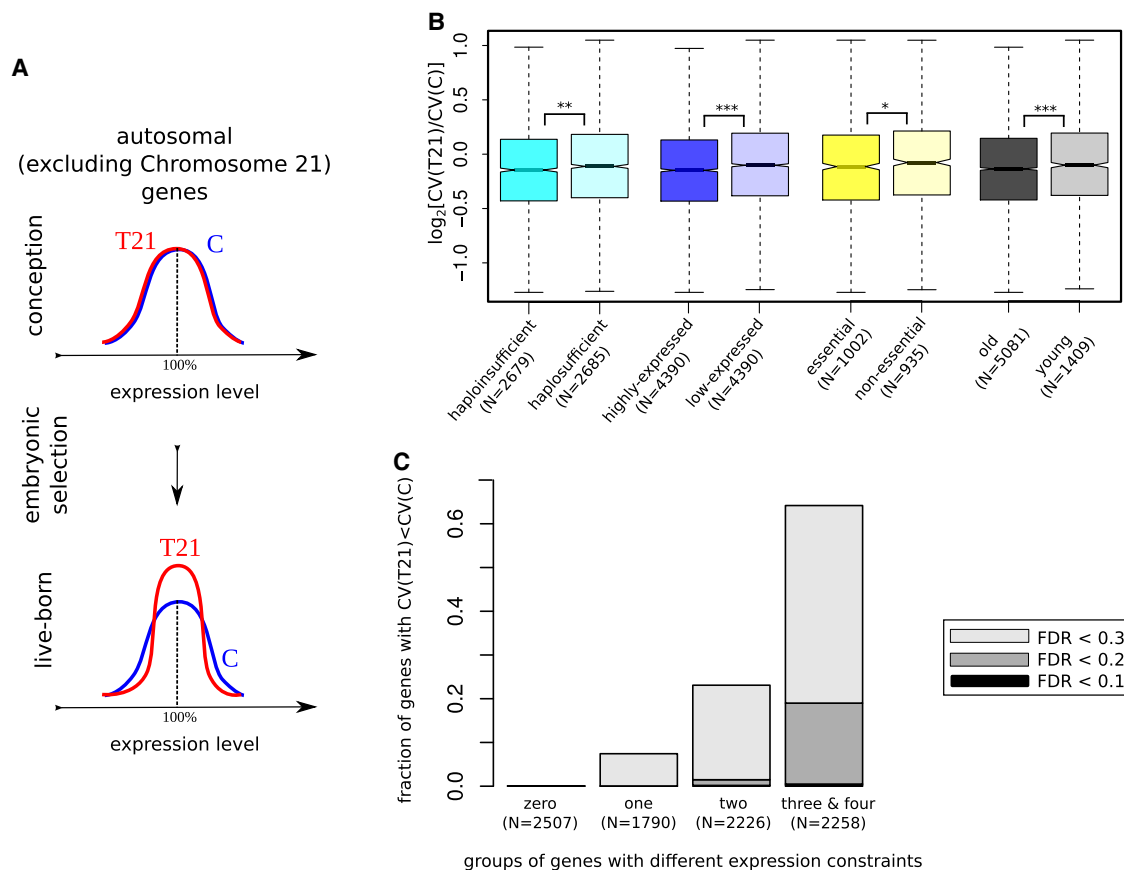 A
autosomal
(excluding Chromosome 21)
genes
conception
T21
C
100%
expression level
embryonic
selection
live-born
T21
C
100%
expression level
B
log2[CV(T21)/CV(C)]
1.0
0.5
0.0
−0.5
−1.0
**
***
*
***
haploinsufficient
(N=2679)
haplosufficient
(N=2685)
highly-expressed
(N=4390)
low-expressed
(N=4390)
essential
(N=1002)
non-essential
(N=935)
old
(N=5081)
young
(N=1409)
C
fraction of genes with CV(T21)<CV(C)
0.6
0.4
0.2
0.0
zero
(N=2507)
one
(N=1790)
two
(N=2226)
three & four
(N=2258)
groups of genes with different expression constraints
FDR < 0.3
FDR < 0.2
FDR < 0.1